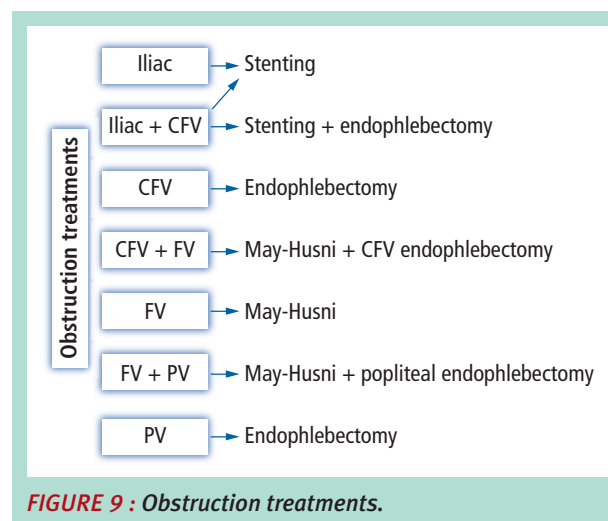 Obstruction treatments
Iliac Stenting
Iliac + CFV Stenting + endophlebectomy
CFV Endophlebectomy
CFV + FV May-Husni + CFV endophlebectomy
FV May-Husni
FV + PV May-Husni + popliteal endophlebectomy
PV Endophlebectomy
FIGURE 9 : Obstruction treatments.